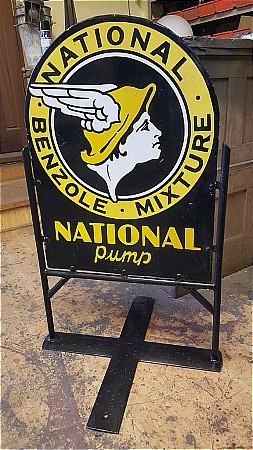 NATIONAL
· BENZOLE · MIXTURE ·
NATIONAL
pump